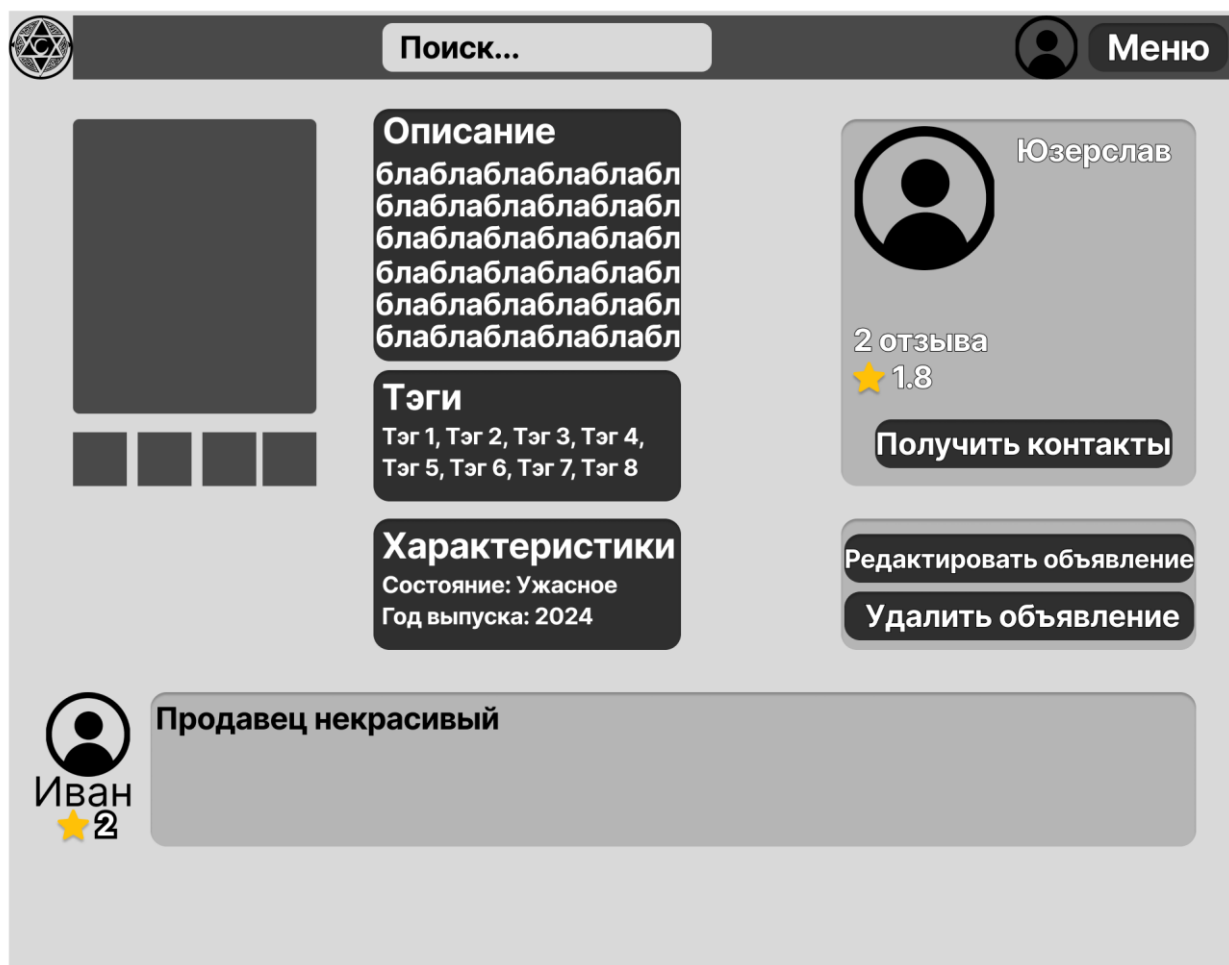 Поиск...
Меню
Описание
блаблаблаблаблабл
блаблаблаблаблабл
блаблаблаблаблабл
блаблаблаблаблабл
блаблаблаблаблабл
блаблаблаблаблабл
Тэги
Тэг 1, Тэг 2, Тэг 3, Тэг 4,
Тэг 5, Тэг 6, Тэг 7, Тэг 8
Характеристики
Состояние: Ужасное
Год выпуска: 2024
Юзерслав
2 отзыва
1.8
Получить контакты
Редактировать объявление
Удалить объявление
Продавец некрасивый
Иван
2